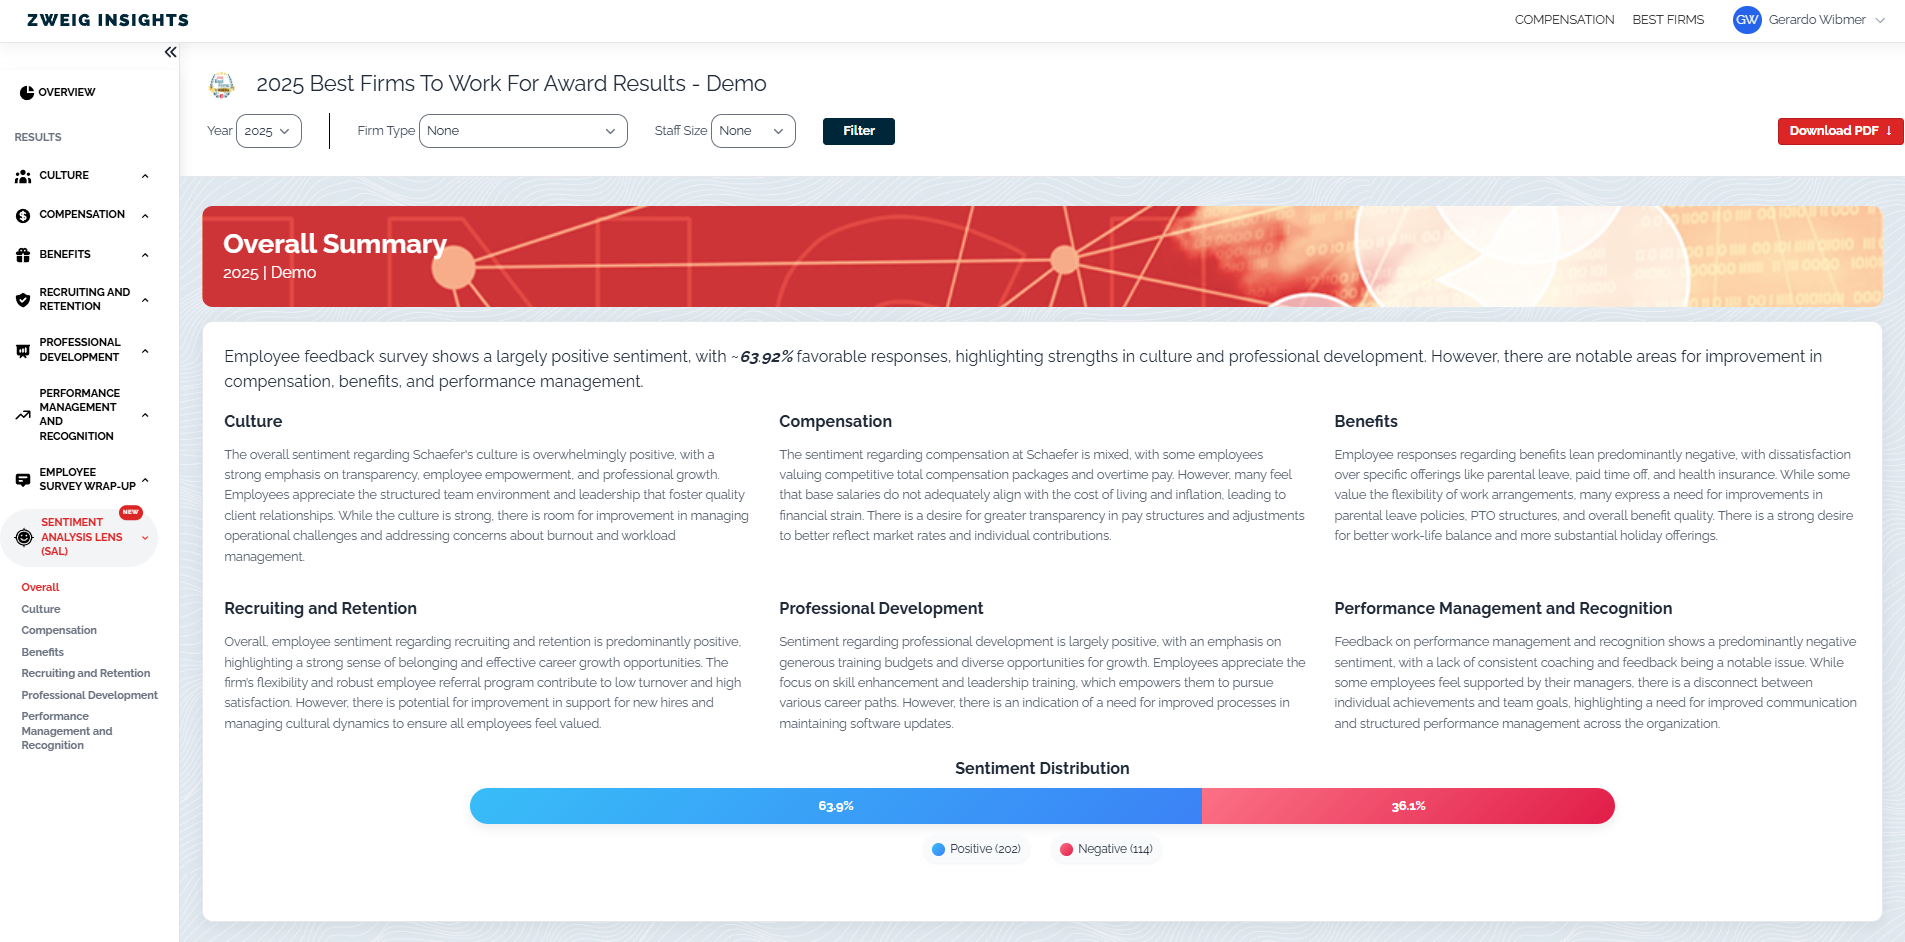 ZWEIG INSIGHTS
COMPENSATION
BEST FIRMS
GW
Gerardo Wibmer
OVERVIEW
RESULTS
CULTURE
COMPENSATION
BENEFITS
RECRUITING AND
RETENTION
PROFESSIONAL
DEVELOPMENT
PERFORMANCE
MANAGEMENT
AND
RECOGNITION
EMPLOYEE
SURVEY WRAP-UP
NEW
SENTIMENT
ANALYSIS LENS
(SAL)
Overall
Culture
Compensation
Benefits
Recruiting and Retention
Professional Development
Performance
Management and
Recognition
2025 Best Firms To Work For Award Results - Demo
Year 2025
Firm Type None
Staff Size None
Filter
Download PDF ↓
Overall Summary
2025 | Demo
Employee feedback survey shows a largely positive sentiment, with ~63.92% favorable responses, highlighting strengths in culture and professional development. However, there are notable areas for improvement in
compensation, benefits, and performance management.
Culture
The overall sentiment regarding Schaefer's culture is overwhelmingly positive, with a
strong emphasis on transparency, employee empowerment, and professional growth.
Employees appreciate the structured team environment and leadership that foster quality
client relationships. While the culture is strong, there is room for improvement in managing
operational challenges and addressing concerns about burnout and workload
management.
Compensation
The sentiment regarding compensation at Schaefer is mixed, with some employees
valuing competitive total compensation packages and overtime pay. However, many feel
that base salaries do not adequately align with the cost of living and inflation, leading to
financial strain. There is a desire for greater transparency in pay structures and adjustments
to better reflect market rates and individual contributions.
Benefits
Employee responses regarding benefits lean predominantly negative, with dissatisfaction
over specific offerings like parental leave, paid time off, and health insurance. While some
value the flexibility of work arrangements, many express a need for improvements in
parental leave policies, PTO structures, and overall benefit quality. There is a strong desire
for better work-life balance and more substantial holiday offerings.
Recruiting and Retention
Overall, employee sentiment regarding recruiting and retention is predominantly positive,
highlighting a strong sense of belonging and effective career growth opportunities. The
firm's flexibility and robust employee referral program contribute to low turnover and high
satisfaction. However, there is potential for improvement in support for new hires and
managing cultural dynamics to ensure all employees feel valued.
Professional Development
Sentiment regarding professional development is largely positive, with an emphasis on
generous training budgets and diverse opportunities for growth. Employees appreciate the
focus on skill enhancement and leadership training, which empowers them to pursue
various career paths. However, there is an indication of a need for improved processes in
maintaining software updates.
Performance Management and Recognition
Feedback on performance management and recognition shows a predominantly negative
sentiment, with a lack of consistent coaching and feedback being a notable issue. While
some employees feel supported by their managers, there is a disconnect between
individual achievements and team goals, highlighting a need for improved communication
and structured performance management across the organization.
Sentiment Distribution
63.9%
36.1%
Positive (202)
Negative (114)